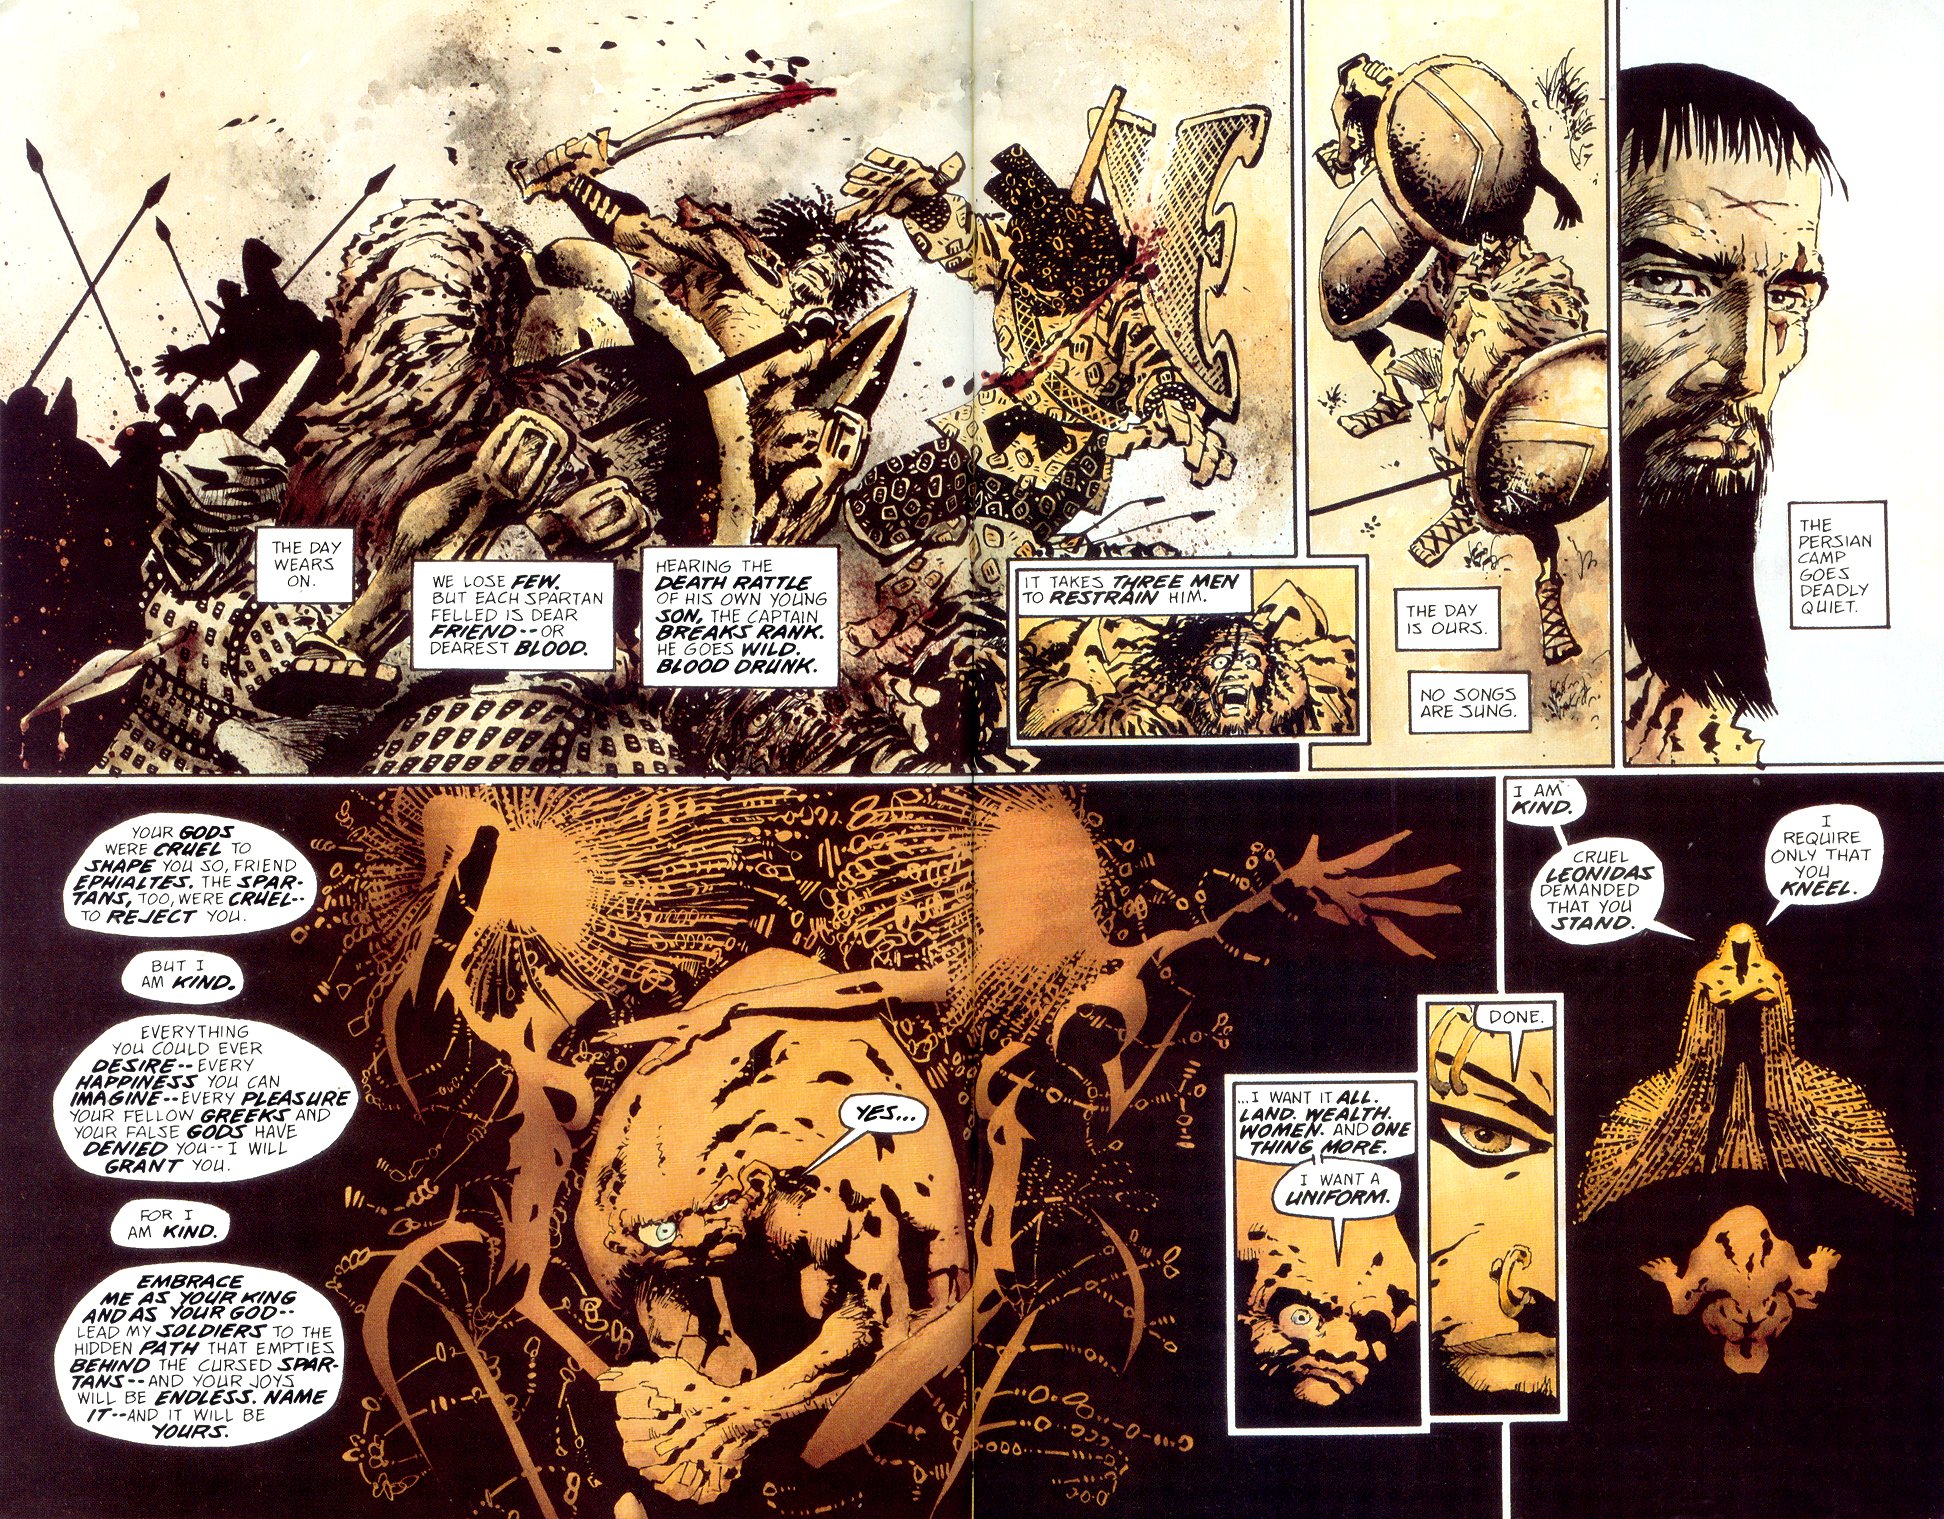 THE DAY
WEARS
ON.
WE LOSE FEW.
BUT EACH SPARTAN
FELLED IS DEAR
FRIEND--OR
DEAREST BLOOD.
HEARING THE
DEATH RATTLE
OF HIS OWN YOUNG
SON, THE CAPTAIN
BREAKS RANK.
HE GOES WILD.
BLOOD DRUNK.
IT TAKES THREE MEN
TO RESTRAIN HIM.
THE DAY
IS OURS.
NO SONGS
ARE SUNG.
THE
PERSIAN
CAMP
GOES
DEADLY
QUIET.
YOUR GODS
WERE CRUEL TO
SHAPE YOU SO, FRIEND
EPHIALTES. THE SPAR-
TANS, TOO, WERE CRUEL--
TO REJECT YOU.
BUT I
AM KIND.
EVERYTHING
YOU COULD EVER
DESIRE--EVERY
HAPPINESS YOU CAN
IMAGINE--EVERY PLEASURE
YOUR FELLOW GREEKS AND
YOUR FALSE GODS HAVE
DENIED YOU--I WILL
GRANT YOU.
FOR I
AM KIND.
EMBRACE
ME AS YOUR KING
AND AS YOUR GOD--
LEAD MY SOLDIERS TO THE
HIDDEN PATH THAT EMPTIES
BEHIND THE CURSED SPAR-
TANS--AND YOUR JOYS
WILL BE ENDLESS. NAME
IT--AND IT WILL BE
YOURS.
YES...
...I WANT IT ALL.
LAND. WEALTH.
WOMEN. AND ONE
THING MORE.
I WANT A
UNIFORM.
DONE.
I AM
KIND.
CRUEL
LEONIDAS
DEMANDED
THAT YOU
STAND.
I
REQUIRE
ONLY THAT
YOU
KNEEL.